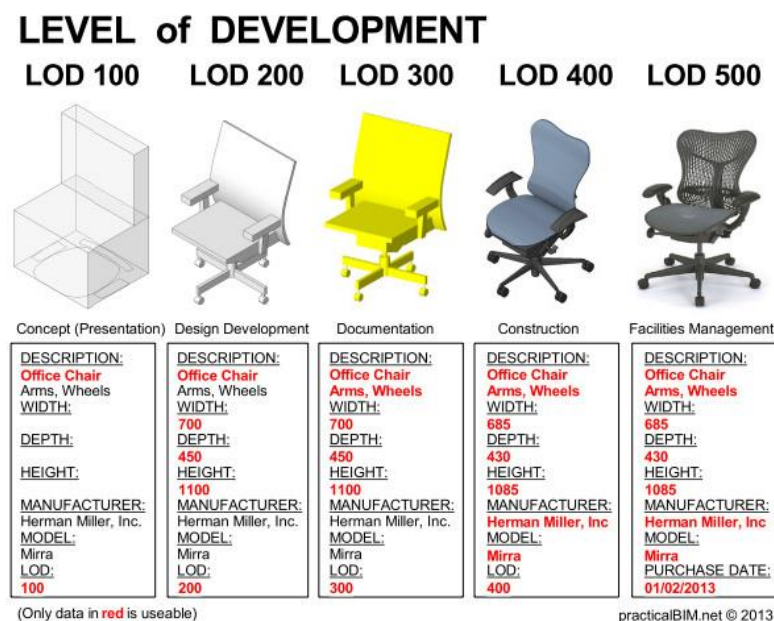 LEVEL of DEVELOPMENT
LOD 100
LOD 200
LOD 300
LOD 400
LOD 500
Concept (Presentation)
Design Development
Documentation
Construction
Facilities Management
DESCRIPTION:
Office Chair
Arms, Wheels
WIDTH:
DEPTH:
HEIGHT:
MANUFACTURER:
Herman Miller, Inc.
MODEL:
Mirra
LOD:
100
DESCRIPTION:
Office Chair
Arms, Wheels
WIDTH:
700
DEPTH:
450
HEIGHT:
1100
MANUFACTURER:
Herman Miller, Inc.
MODEL:
Mirra
LOD:
200
DESCRIPTION:
Office Chair
Arms, Wheels
WIDTH:
700
DEPTH:
450
HEIGHT:
1100
MANUFACTURER:
Herman Miller, Inc.
MODEL:
Mirra
LOD:
300
DESCRIPTION:
Office Chair
Arms, Wheels
WIDTH:
685
DEPTH:
430
HEIGHT:
1085
MANUFACTURER:
Herman Miller, Inc
MODEL:
Mirra
LOD:
400
DESCRIPTION:
Office Chair
Arms, Wheels
WIDTH:
685
DEPTH:
430
HEIGHT:
1085
MANUFACTURER:
Herman Miller, Inc
MODEL:
Mirra
PURCHASE DATE:
01/02/2013
(Only data in red is useable)
practicalBIM.net © 2013